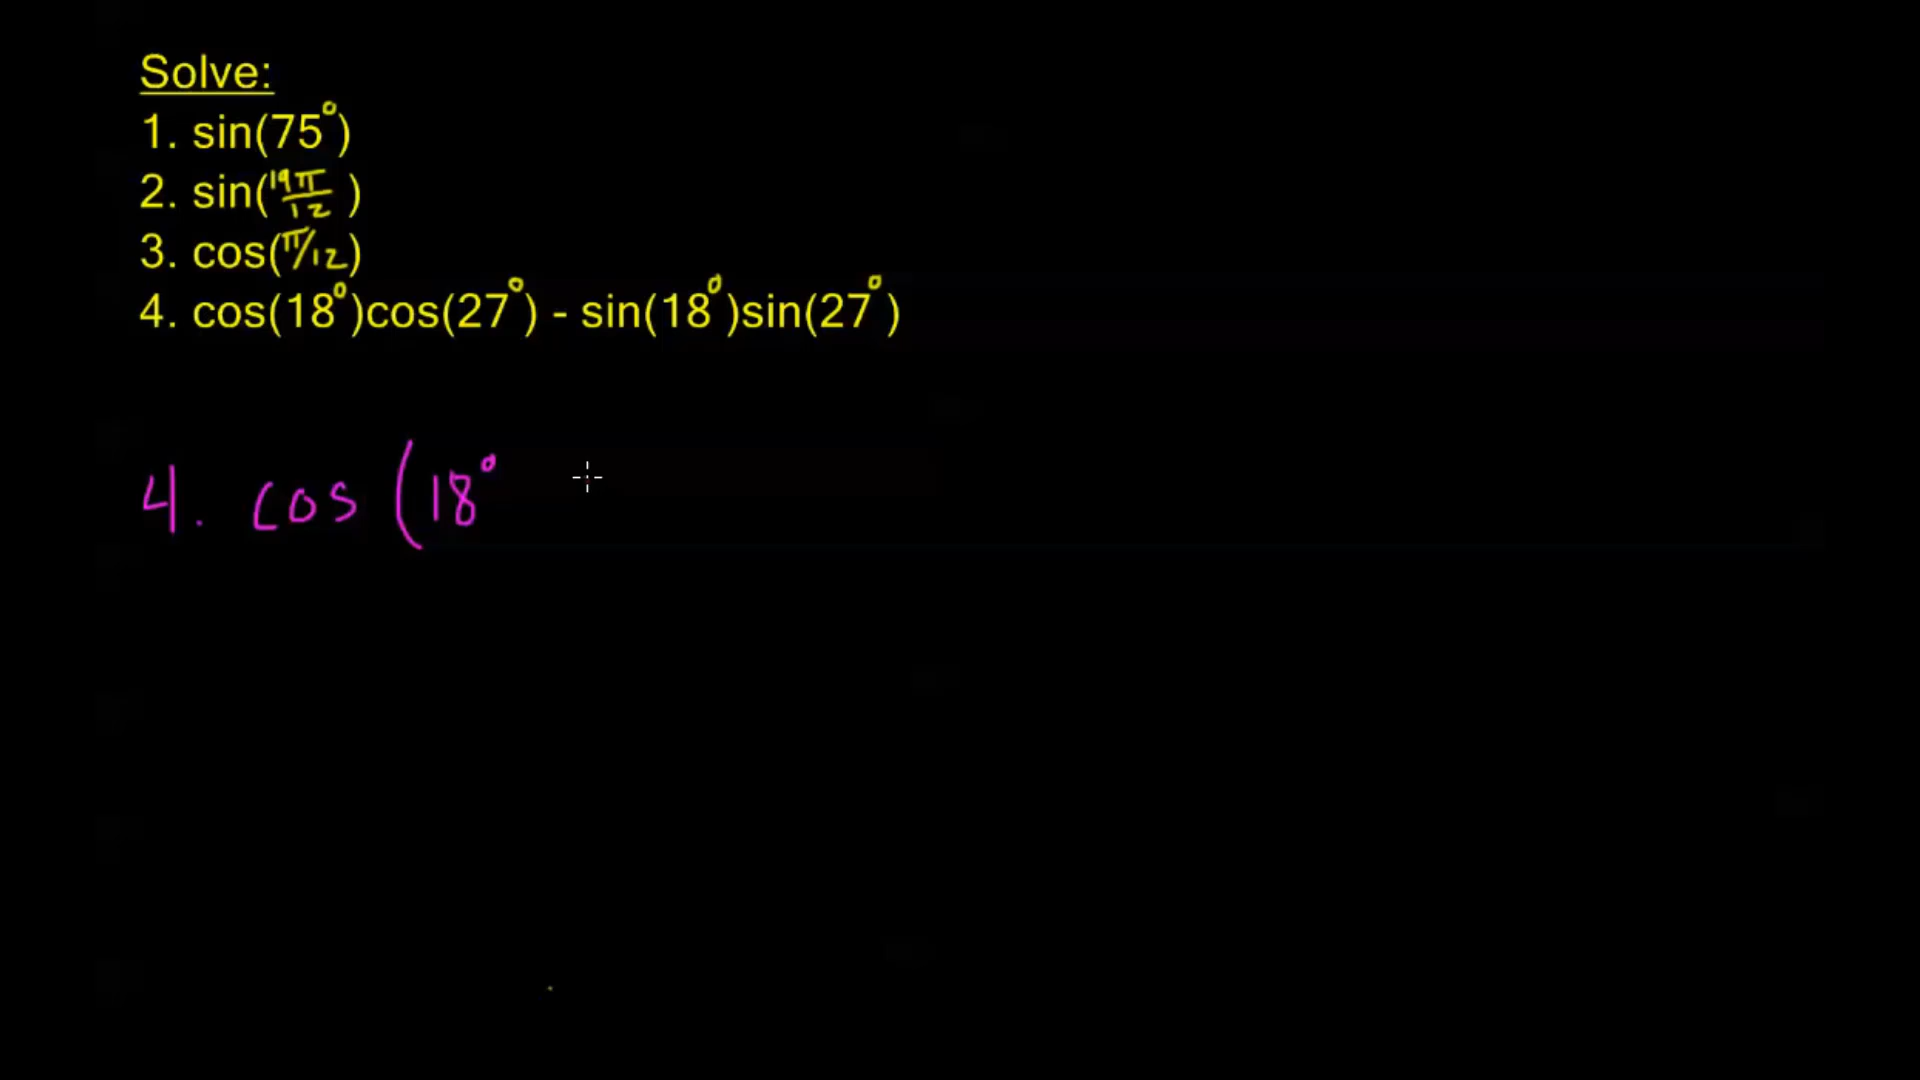 Solve:
1. sin(75°)
2. sin(19π/12)
3. cos(π/12)
4. cos(18°)cos(27°) - sin(18°)sin(27°)
4. cos (18°